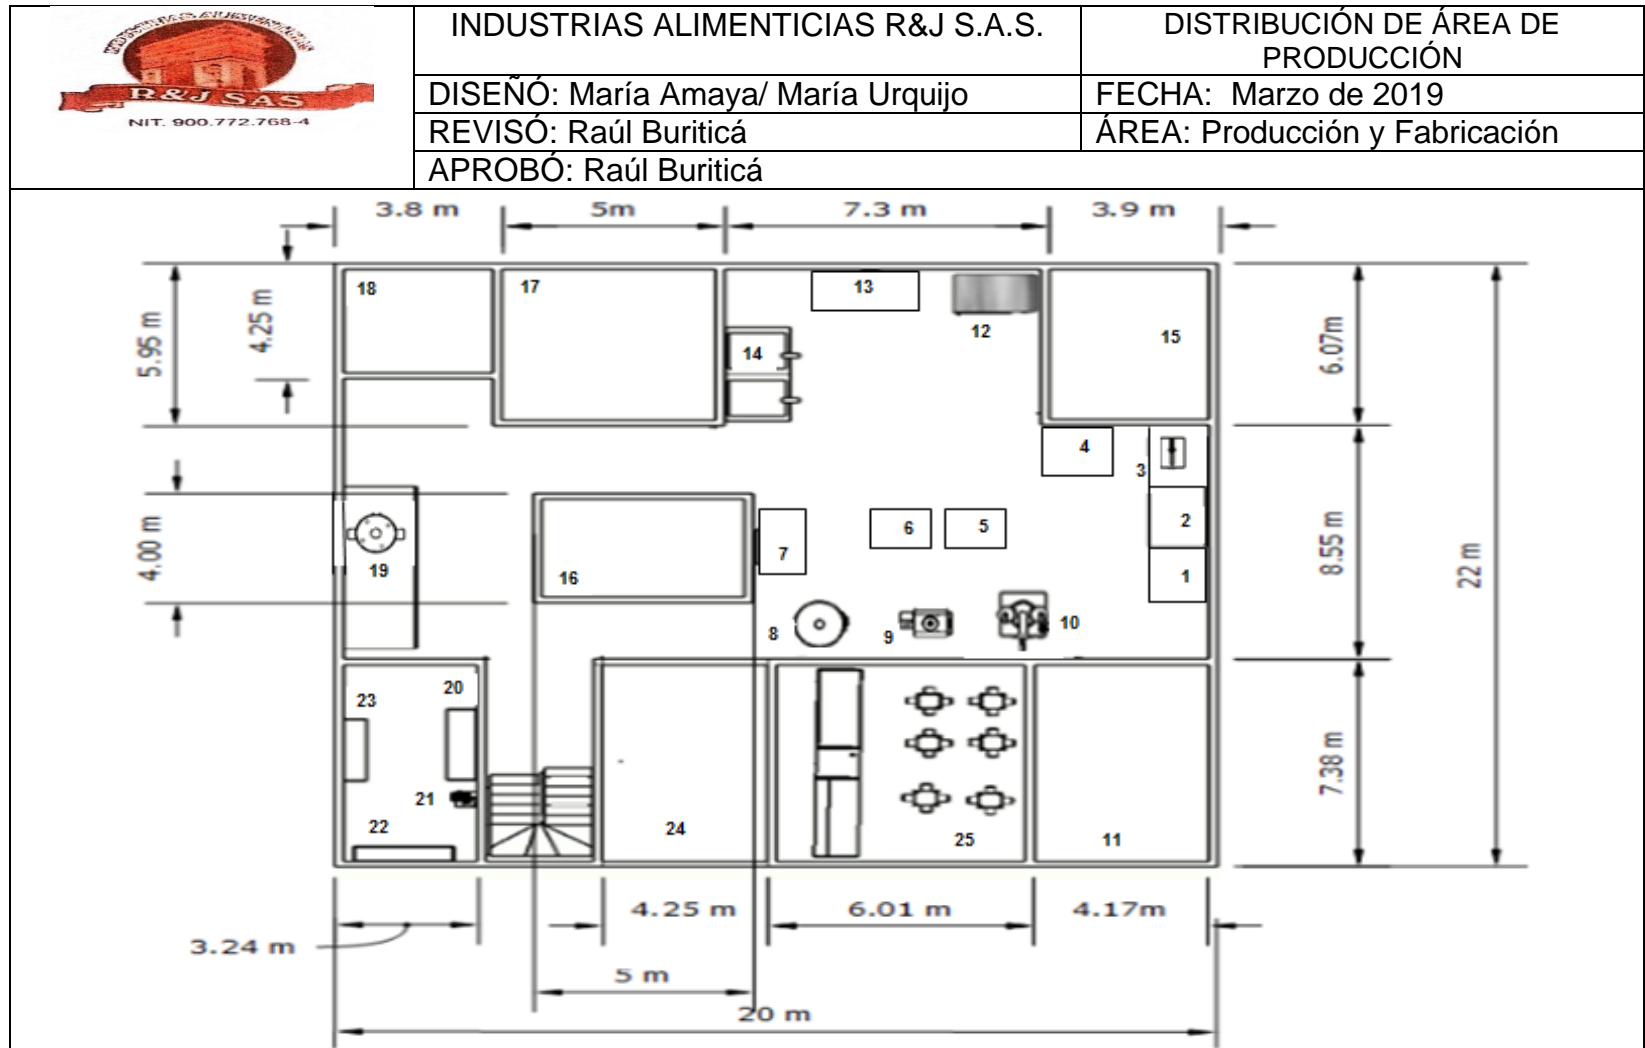 R&J SAS
NIT. 900.772.768-4
INDUSTRIAS ALIMENTICIAS R&J S.A.S.
DISTRIBUCIÓN DE ÁREA DE
PRODUCCIÓN
DISEÑÓ: María Amaya/ María Urquijo
FECHA: Marzo de 2019
REVISÓ: Raúl Buriticá
ÁREA: Producción y Fabricación
APROBÓ: Raúl Buriticá
3.8 m
5m
7.3 m
3.9 m
18
17
13
12
15
14
5.95 m
4.25 m
6.07m
4
3
2
1
6
5
7
16
19
4.00 m
8.55 m
22 m
8
9
10
23
20
21
22
24
25
11
7.38 m
4.25 m
6.01 m
4.17m
3.24 m
5 m
20 m